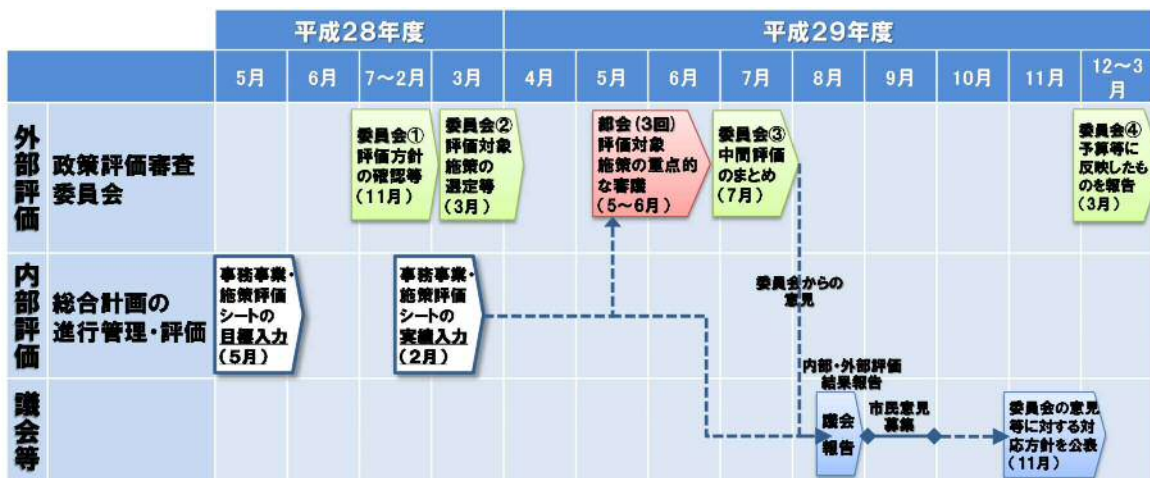 平成28年度
平成29年度
5月
6月
7～2月
3月
4月
5月
6月
7月
8月
9月
10月
11月
12～3
月
外部評価
政策評価審査
委員会
委員会①
評価方針
の確認等
(11月)
委員会②
評価対象
施策の
選定等
(3月)
部会(3回)
評価対象
施策の重点的
な審議
(5～6月)
委員会③
中間評価
のまとめ
(7月)
委員会④
予算等に
反映したも
のを報告
(3月)
内部評価
総合計画の
進行管理・評価
事務事業・
施策評価
シートの
目標入力
(5月)
事務事業・
施策評価
シートの
実績入力
(2月)
委員会からの
意見
議会等
内部・外部評価
結果報告
議会
報告
市民意見
募集
委員会の意見
等に対する対
応方針を公表
(11月)